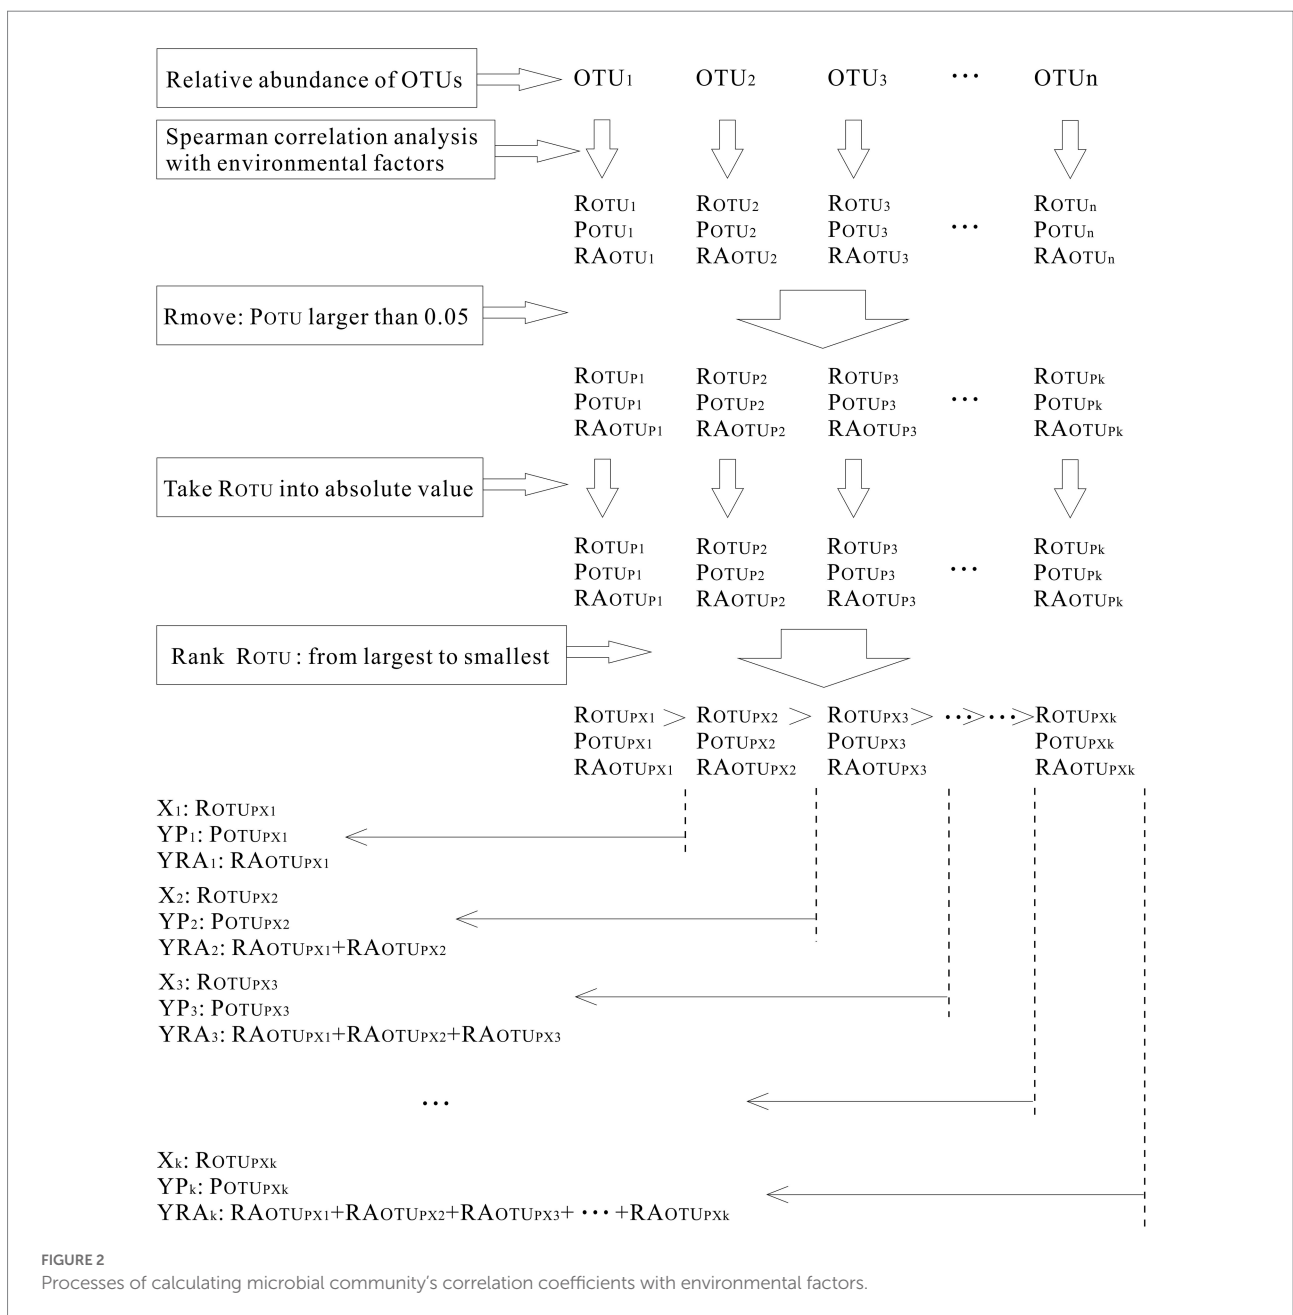 Relative abundance of OTUs OTU1 OTU2 OTU3 ··· OTUn
Spearman correlation analysis
with environmental factors
ROTU1 ROTU2 ROTU3 ROTUn
POTU1 POTU2 POTU3 ··· POTUn
RAOTU1 RAOTU2 RAOTU3 RAOTUn
Rmove: POTU larger than 0.05
ROTUP1 ROTUP2 ROTUP3 ROTUPk
POTUP1 POTUP2 POTUP3 ··· POTUPk
RAOTUP1 RAOTUP2 RAOTUP3 RAOTUPk
Take ROTU into absolute value
ROTUP1 ROTUP2 ROTUP3 ROTUPk
POTUP1 POTUP2 POTUP3 ··· POTUPk
RAOTUP1 RAOTUP2 RAOTUP3 RAOTUPk
Rank ROTU : from largest to smallest
ROTUPX1 > ROTUPX2 > ROTUPX3 > ···>···> ROTUPXk
POTUPX1 POTUPX2 POTUPX3 POTUPXk
RAOTUPX1 RAOTUPX2 RAOTUPX3 RAOTUPXk
X1: ROTUPX1
YP1: POTUPX1
YRA1: RAOTUPX1
X2: ROTUPX2
YP2: POTUPX2
YRA2: RAOTUPX1+RAOTUPX2
X3: ROTUPX3
YP3: POTUPX3
YRA3: RAOTUPX1+RAOTUPX2+RAOTUPX3
···
Xk: ROTUPXk
YPk: POTUPXk
YRAk: RAOTUPX1+RAOTUPX2+RAOTUPX3+ ··· +RAOTUPXk
FIGURE 2
Processes of calculating microbial community's correlation coefficients with environmental factors.